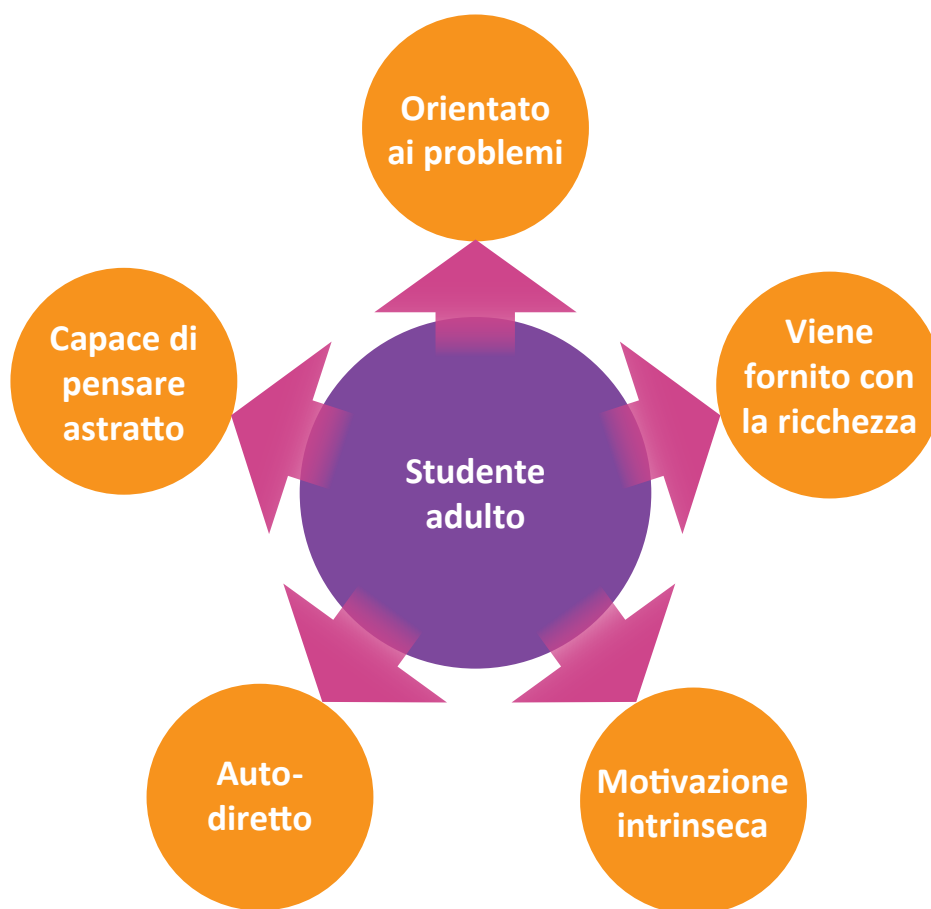 Orientato
ai problemi
Capace di
pensare
astratto
Viene
fornito con
la ricchezza
Studente
adulto
Auto-
diretto
Motivazione
intrinseca